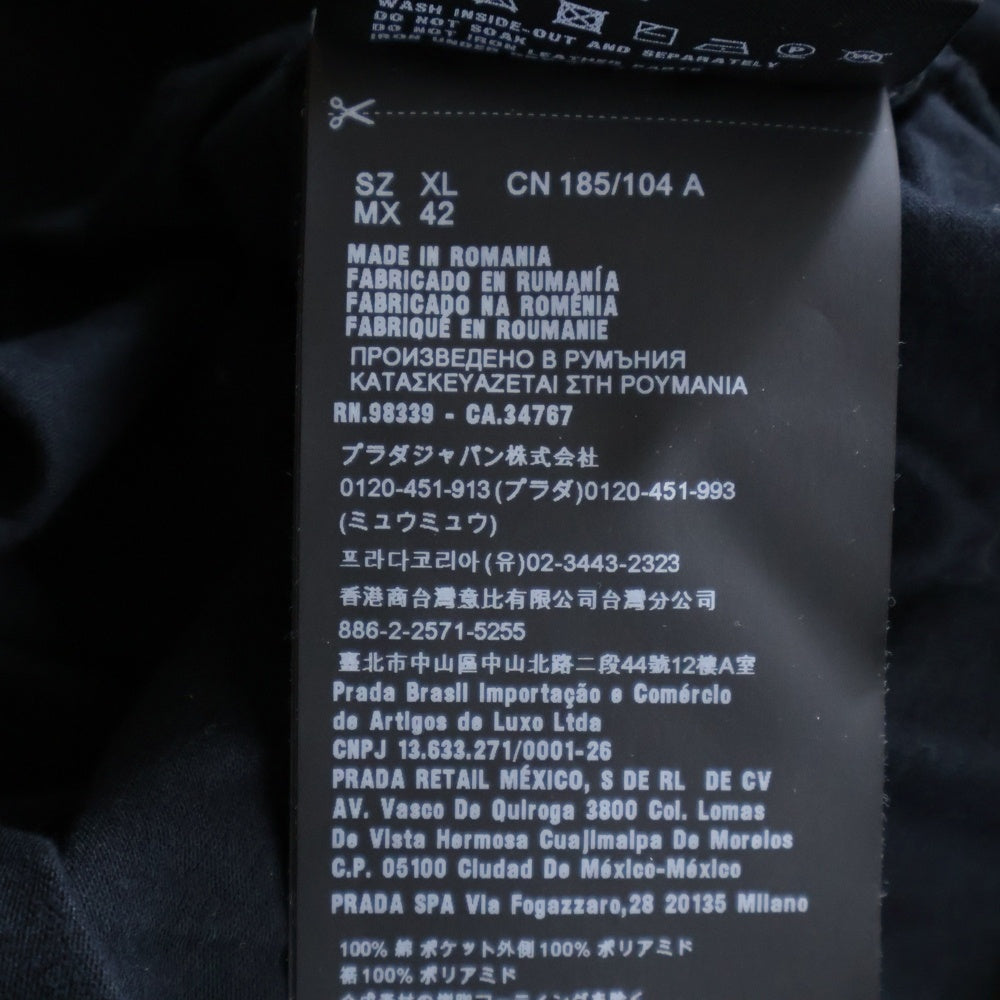 WASH INSIDE-OUT AND SEPARATELY
DO NOT SOAK
DO NOT IRON
IRON UNDER LEATHER PARTS
SZ XL CN 185/104 A
MX 42
MADE IN ROMANIA
FABRICADO EN RUMANÍA
FABRICADO NA ROMÉNIA
FABRIQUÉ EN ROUMANIE
ПРОИЗВЕДЕНО В РУМЪНИЯ
ΚΑΤΑΣΚΕΥΑΖΕΤΑΙ ΣΤΗ ΡΟΥΜΑΝΙΑ
RN.98339 - CA.34767
プラダジャパン株式会社
0120-451-913(プラダ)0120-451-993
(ミュウミュウ)
프라다코리아(유)02-3443-2323
香港商台灣意比有限公司台灣分公司
886-2-2571-5255
臺北市中山區中山北路二段44號12樓A室
Prada Brasil Importação e Comércio
de Artigos de Luxo Ltda
CNPJ 13.633.271/0001-26
PRADA RETAIL MÉXICO, S DE RL DE CV
AV. Vasco De Quiroga 3800 Col. Lomas
De Vista Hermosa Cuajimalpa De Morelos
C.P. 05100 Ciudad De México-México
PRADA SPA Via Fogazzaro,28 20135 Milano
100% 綿 ポケット外側 100% ポリアミド
裾 100% ポリアミド